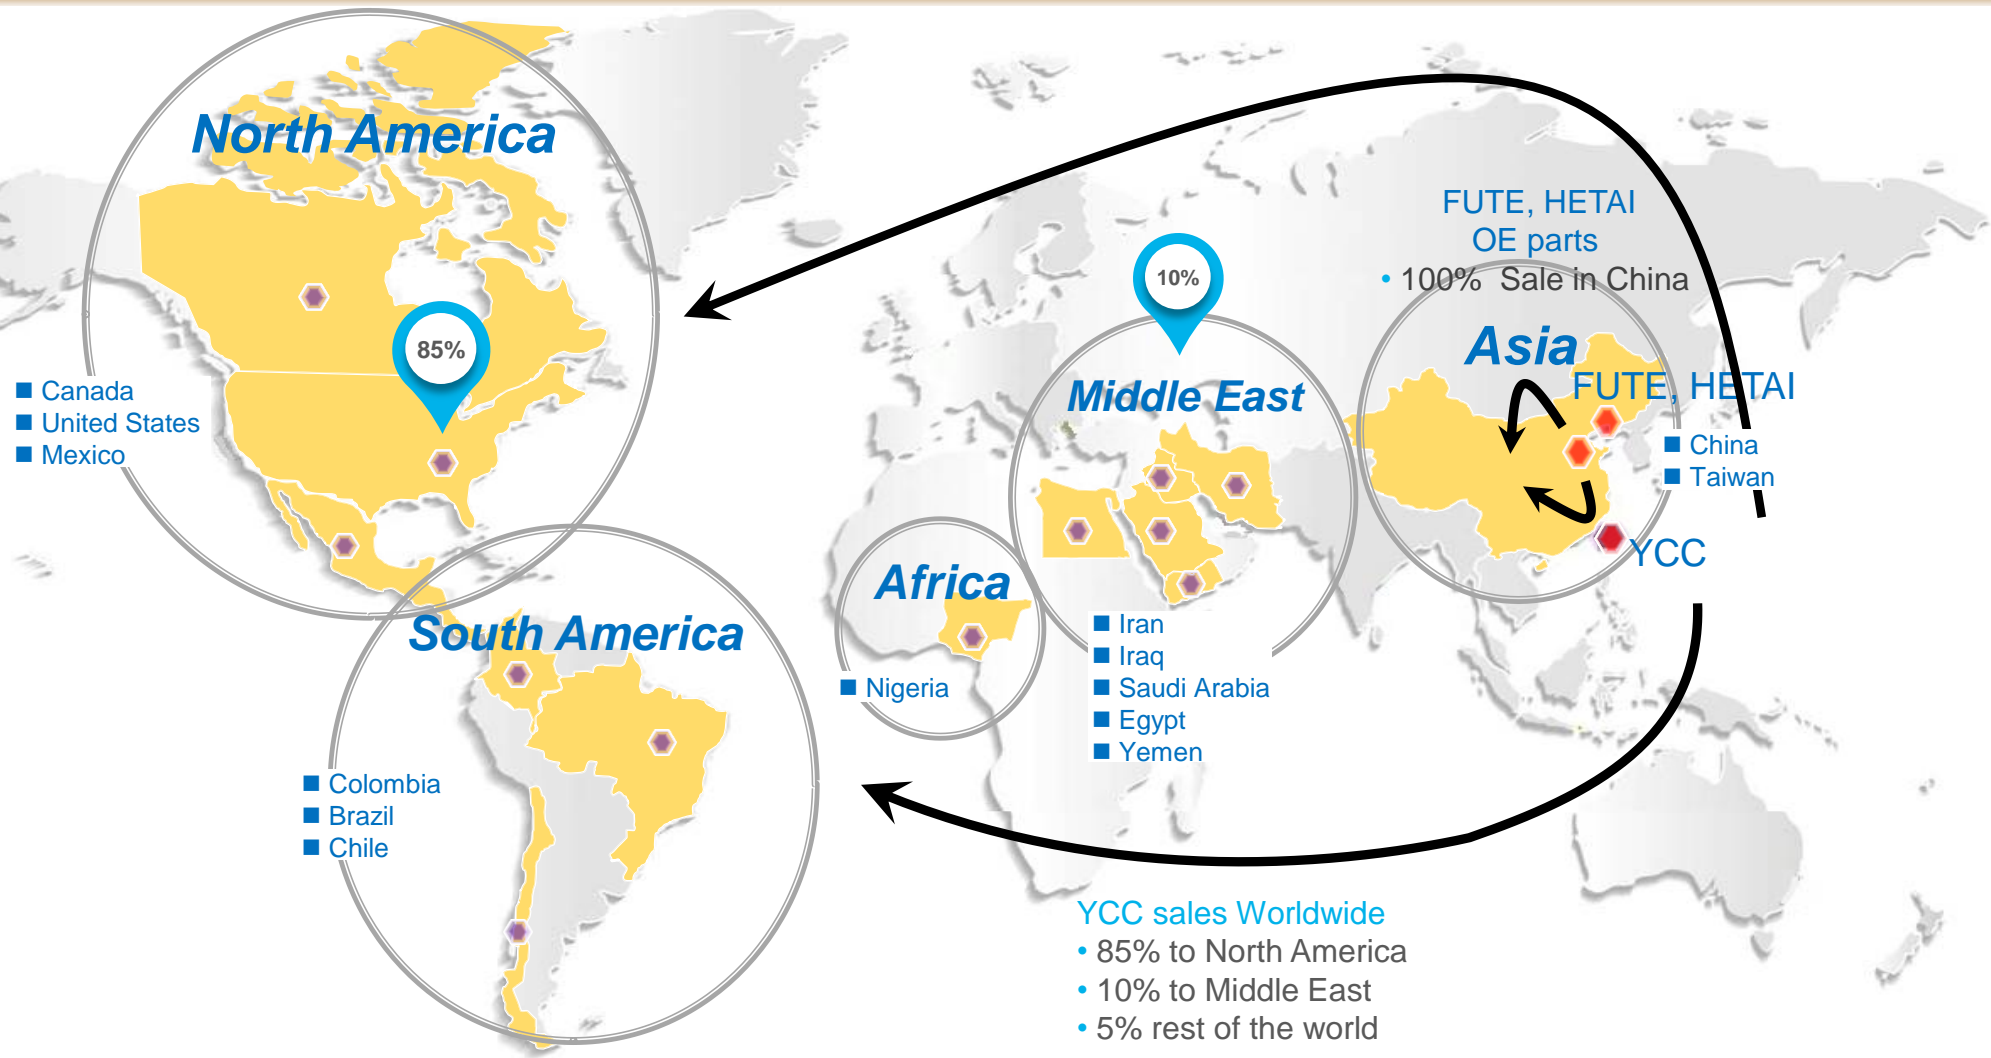 North America
85%
■ Canada
■ United States
■ Mexico
South America
■ Colombia
■ Brazil
■ Chile
Africa
■ Nigeria
10%
Middle East
■ Iran
■ Iraq
■ Saudi Arabia
■ Egypt
■ Yemen
FUTE, HETAI
OE parts
• 100% Sale in China
Asia
FUTE, HETAI
■ China
■ Taiwan
YCC
YCC sales Worldwide
• 85% to North America
• 10% to Middle East
• 5% rest of the world